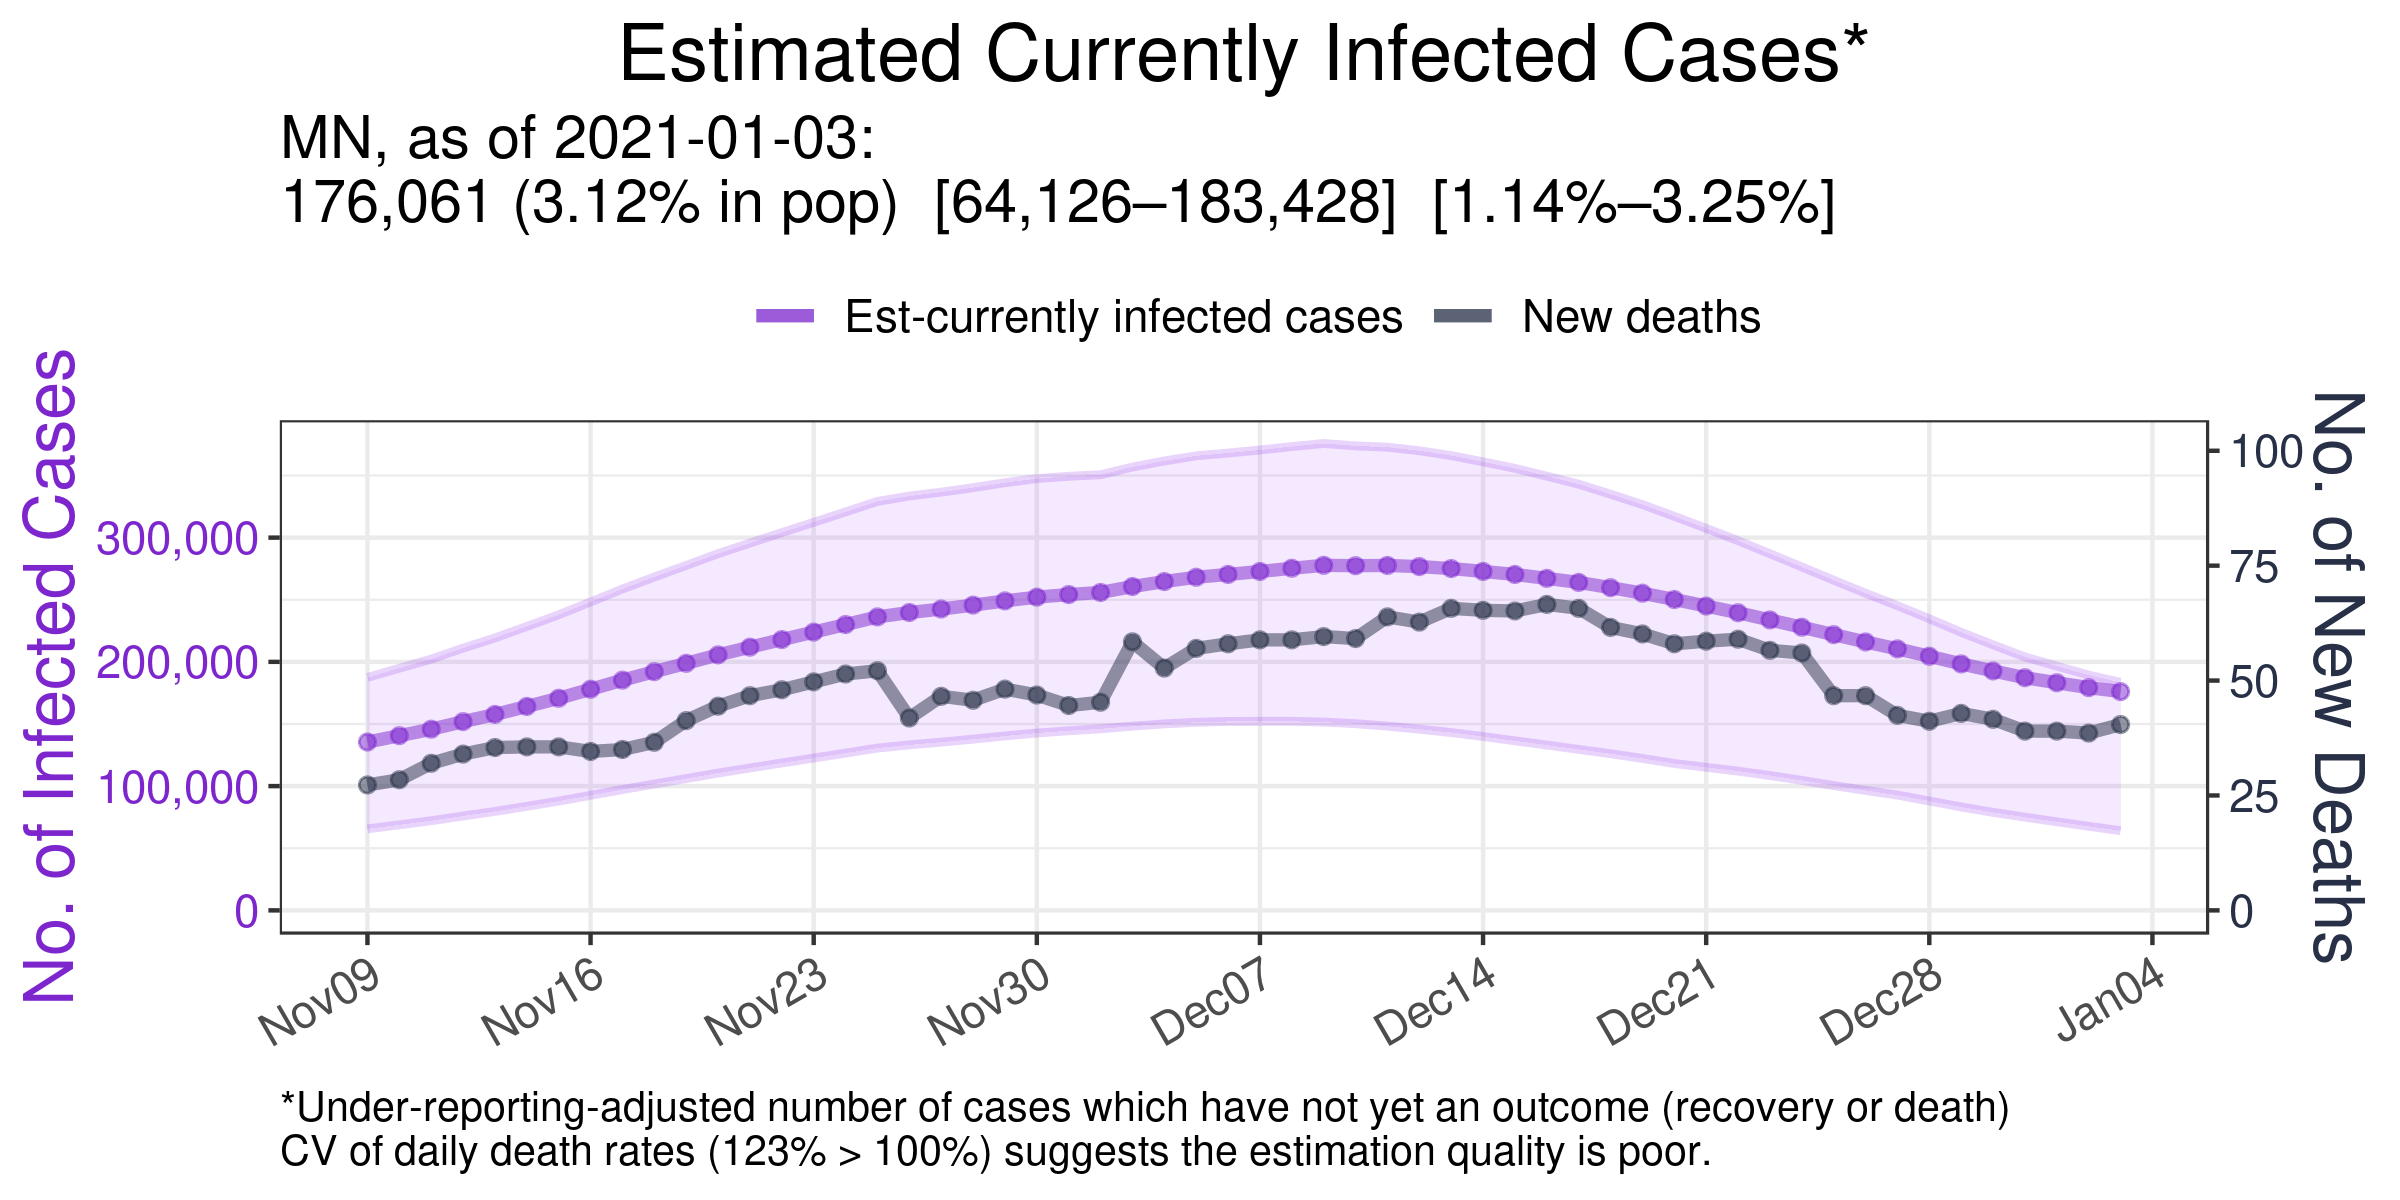 Estimated Currently Infected Cases*
MN, as of 2021-01-03:
176,061 (3.12% in pop)  [64,126–183,428]  [1.14%–3.25%]
Est-currently infected cases
New deaths
No. of Infected Cases
300,000
200,000
100,000
0
100
75
50
25
0
No. of New Deaths
Nov09
Nov16
Nov23
Nov30
Dec07
Dec14
Dec21
Dec28
Jan04
*Under-reporting-adjusted number of cases which have not yet an outcome (recovery or death)
CV of daily death rates (123% > 100%) suggests the estimation quality is poor.